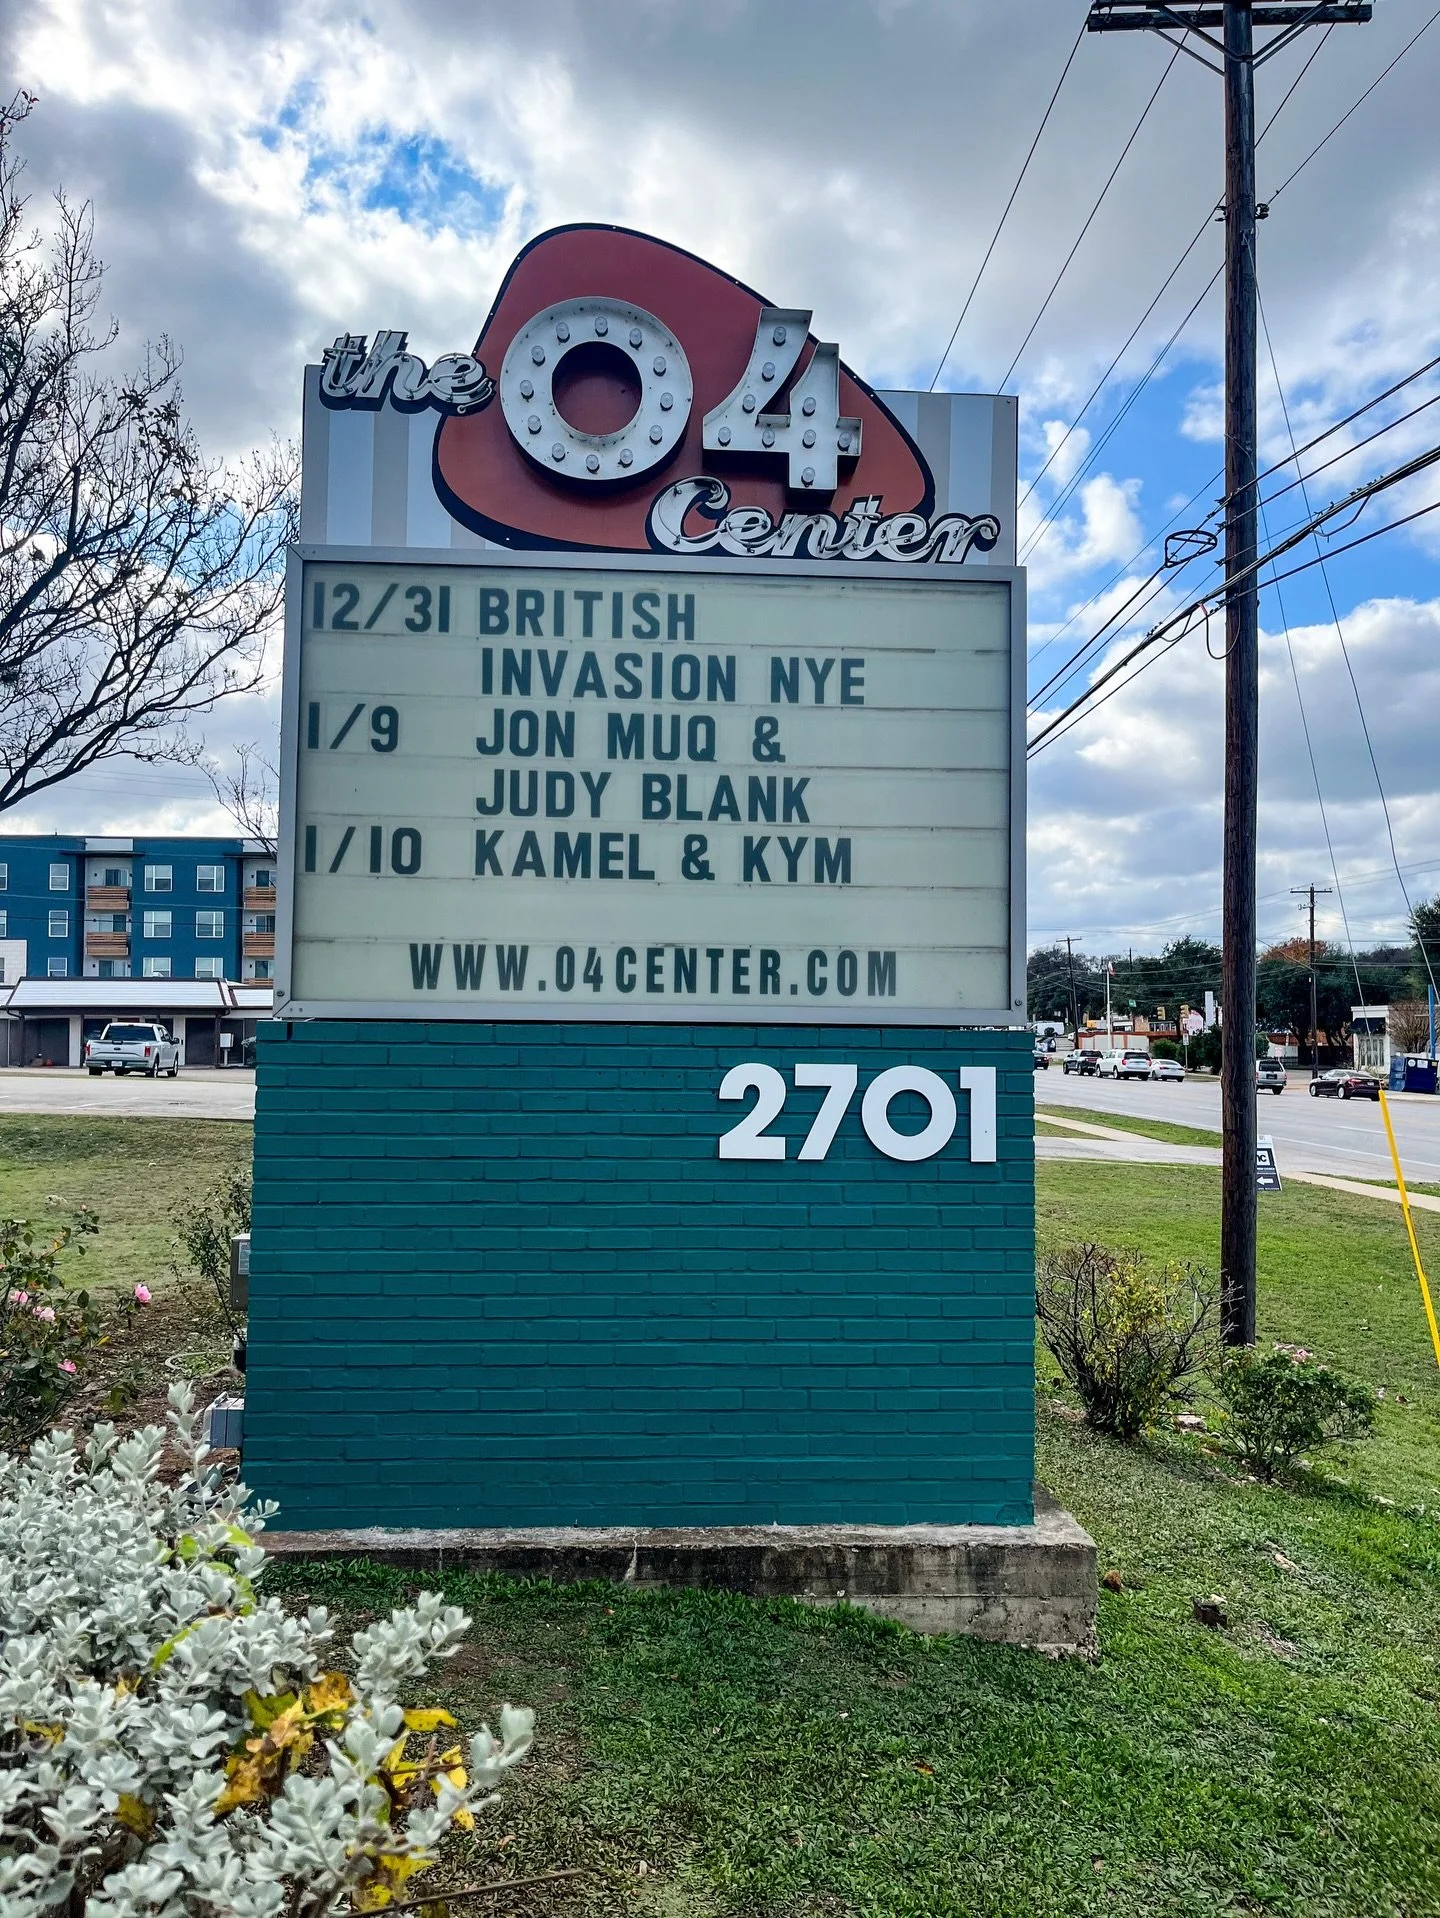 the 04
Center
12/31 BRITISH
INVASION NYE
1/9 JON MUQ &
JUDY BLANK
1/10 KAMEL & KYM
WWW.04CENTER.COM
2701